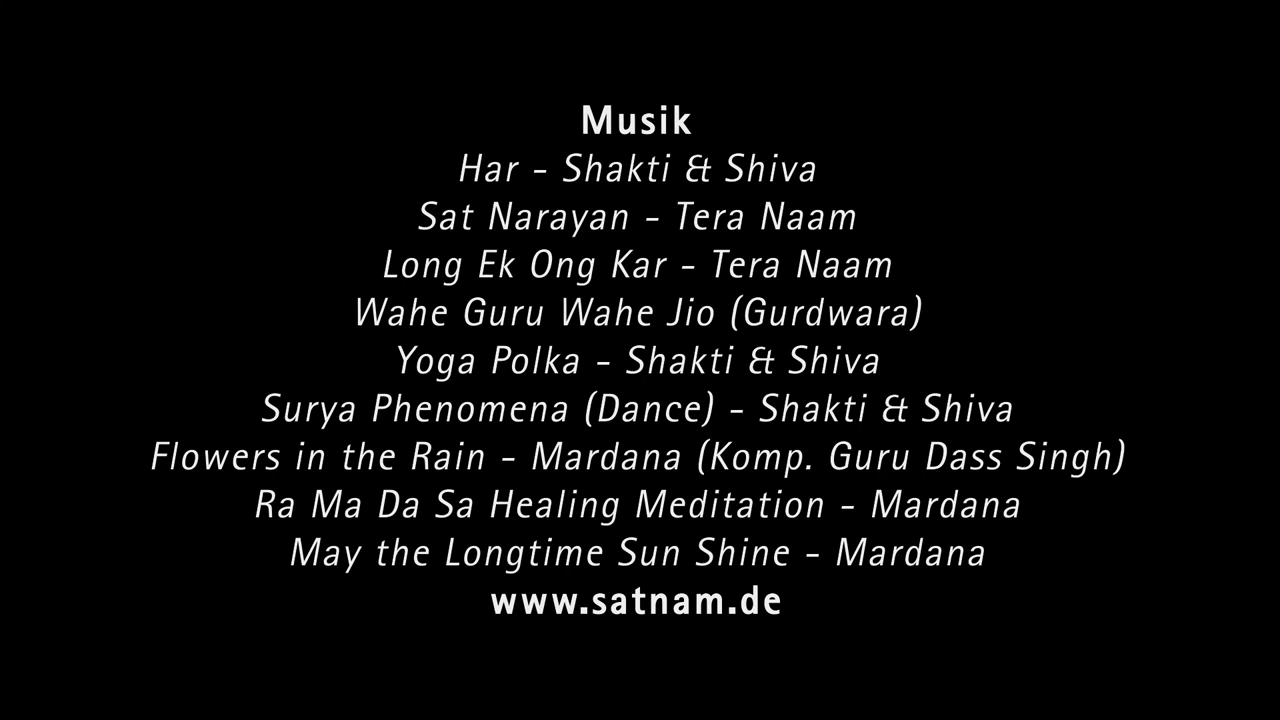 Musik
Har - Shakti & Shiva
Sat Narayan - Tera Naam
Long Ek Ong Kar - Tera Naam
Wahe Guru Wahe Jio (Gurdwara)
Yoga Polka - Shakti & Shiva
Surya Phenomena (Dance) - Shakti & Shiva
Flowers in the Rain - Mardana (Komp. Guru Dass Singh)
Ra Ma Da Sa Healing Meditation - Mardana
May the Longtime Sun Shine - Mardana
www.satnam.de